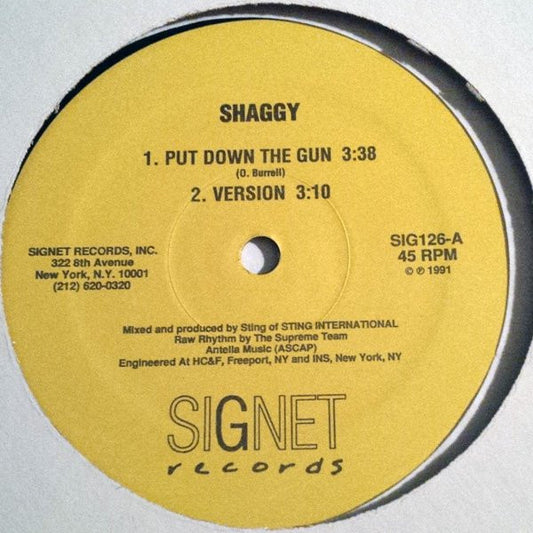 SHAGGY
1. PUT DOWN THE GUN 3:38
(O. Burrell)
2. VERSION 3:10
SIGNET RECORDS, INC.
322 8th Avenue
New York, N.Y. 10001
(212) 620-0320
SIG126-A
45 RPM
© ℗ 1991
Mixed and produced by Sting of STING INTERNATIONAL
Raw Rhythm by The Supreme Team
Antella Music (ASCAP)
Engineered At HC&F, Freeport, NY and INS, New York, NY
SIGNET
records